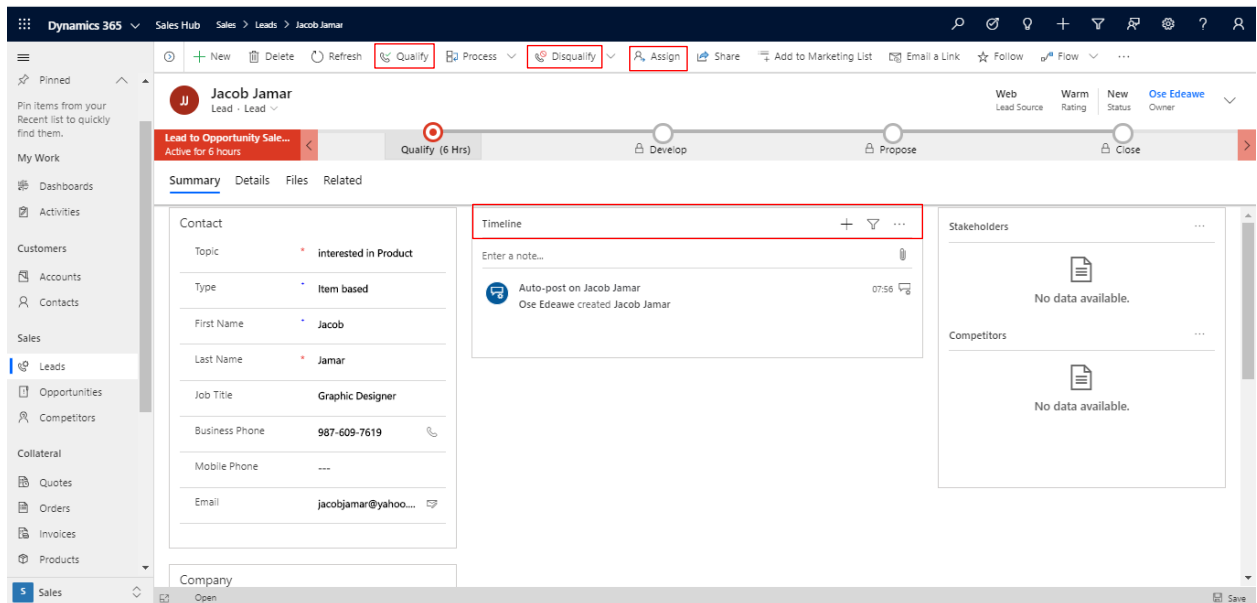 Dynamics 365 Sales Hub Sales > Leads > Jacob Jamar ?
New Delete Refresh Qualify Process Disqualify Assign Share Add to Marketing List Email a Link Follow Flow ...
Pinned
Pin items from your
Recent list to quickly
find them.
My Work
Dashboards
Activities
Customers
Accounts
Contacts
Sales
Leads
Opportunities
Competitors
Collateral
Quotes
Orders
Invoices
Products
S Sales
JJ Jacob Jamar
Lead · Lead
Web Warm New Ose Edeawe
Lead Source Rating Status Owner
Lead to Opportunity Sale...
Active for 6 hours
Qualify (6 Hrs) Develop Propose Close
Summary Details Files Related
Contact
Topic * interested in Product
Type Item based
First Name Jacob
Last Name * Jamar
Job Title Graphic Designer
Business Phone 987-609-7619
Mobile Phone ---
Email jacobjamar@yahoo....
Company
Timeline ...
Enter a note...
Auto-post on Jacob Jamar 07:56
Ose Edeawe created Jacob Jamar
Stakeholders ...
No data available.
Competitors ...
No data available.
Open Save